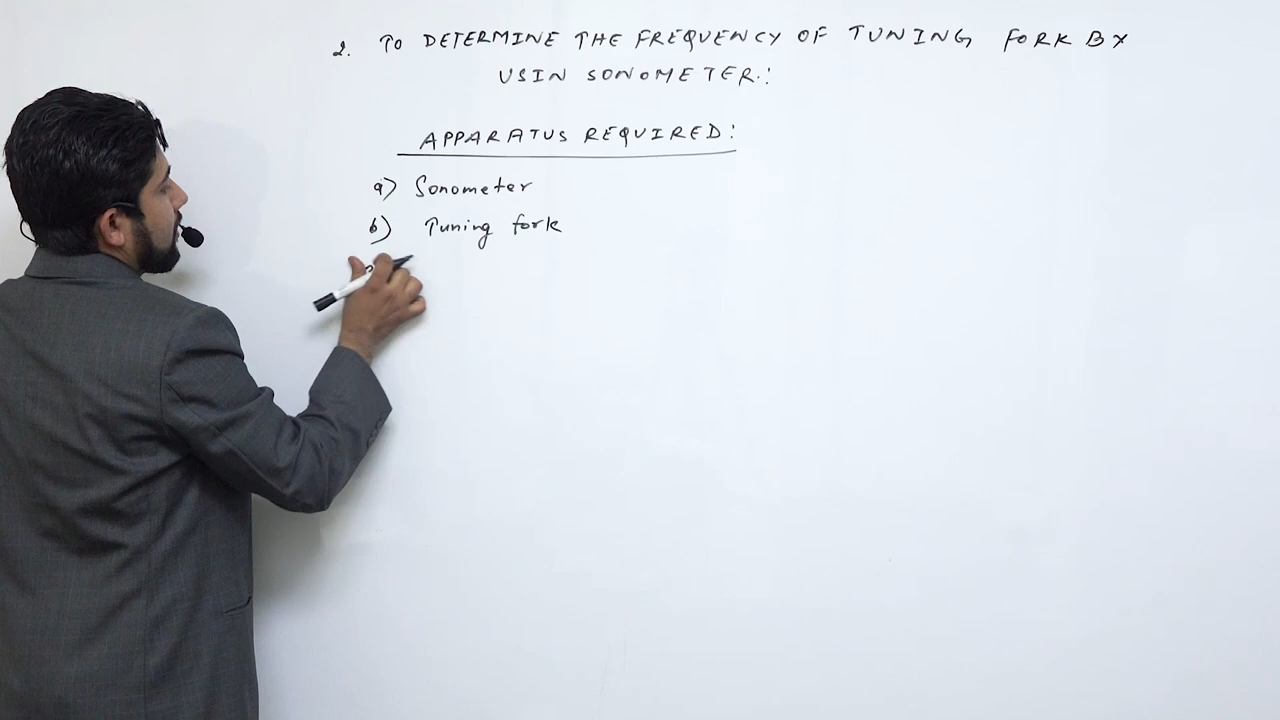 2. TO DETERMINE THE FREQUENCY OF TUNING FORK BY
USIN SONOMETER.:
APPARATUS REQUIRED:
a) Sonometer
b) Tuning fork